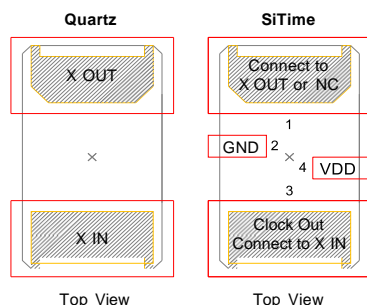 Quartz
SiTime
X OUT
Connect to
X OUT or NC
1
GND
2
4
VDD
3
X IN
Clock Out
Connect to X IN
Top View
Top View